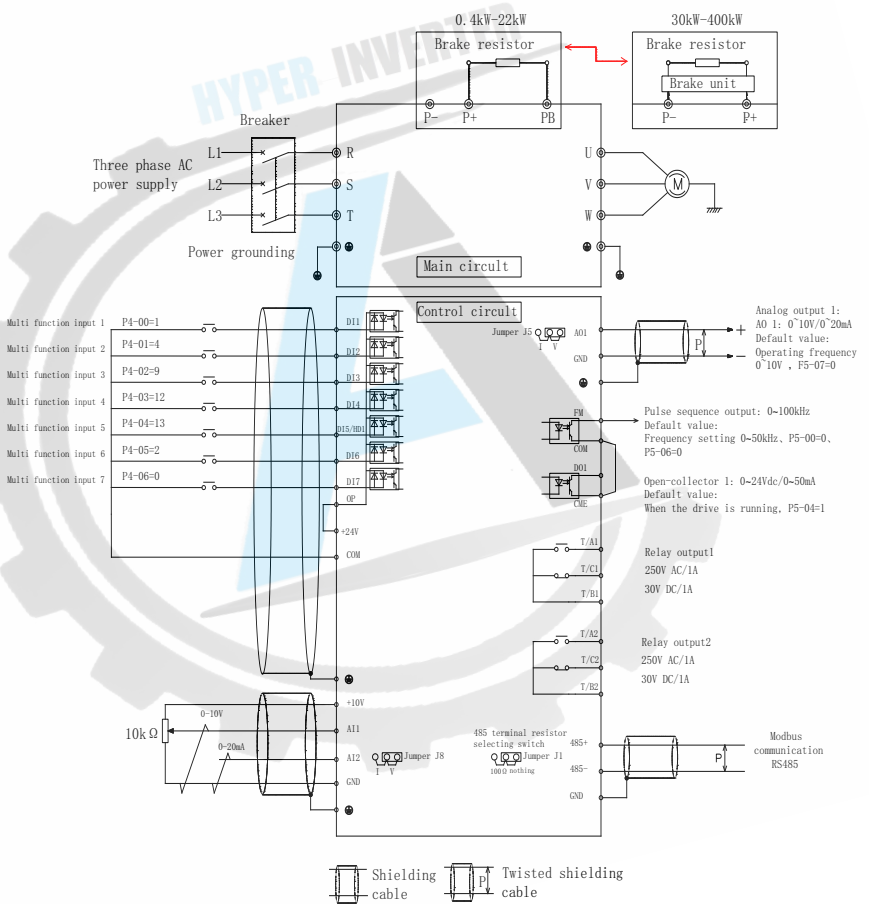 HYPER INVERTER
0.4kW-22kW
30kW-400kW
Brake resistor
Brake resistor
Brake unit
P-
P+
PB
P-
P+
Breaker
Three phase AC
power supply
L1
L2
L3
R
S
T
U
V
W
M
Power grounding
Main circuit
Control circuit
Multi function input 1
P4-00=1
DI1
Multi function input 2
P4-01=4
DI2
Multi function input 3
P4-02=9
DI3
Multi function input 4
P4-03=12
DI4
Multi function input 5
P4-04=13
DI5/HDI
Multi function input 6
P4-05=2
DI6
Multi function input 7
P4-06=0
DI7
OP
+24V
COM
Jumper J5
I V
AO1
GND
P
+
-
Analog output 1:
AO 1: 0~10V/0~20mA
Default value:
Operating frequency
0~10V , F5-07=0
FM
COM
DO1
CME
Pulse sequence output: 0~100kHz
Default value:
Frequency setting 0~50kHz、P5-00=0、
P5-06=0
Open-collector 1: 0~24Vdc/0~50mA
Default value:
When the drive is running, P5-04=1
T/A1
T/C1
T/B1
Relay output1
250V AC/1A
30V DC/1A
T/A2
T/C2
T/B2
Relay output2
250V AC/1A
30V DC/1A
+10V
0-10V
10kΩ
AI1
0-20mA
AI2
GND
Jumper J8
I V
485 terminal resistor
selecting switch
Jumper J1
100Ω nothing
485+
485-
GND
P
Modbus
communication
RS485
Shielding
cable
P
Twisted shielding
cable